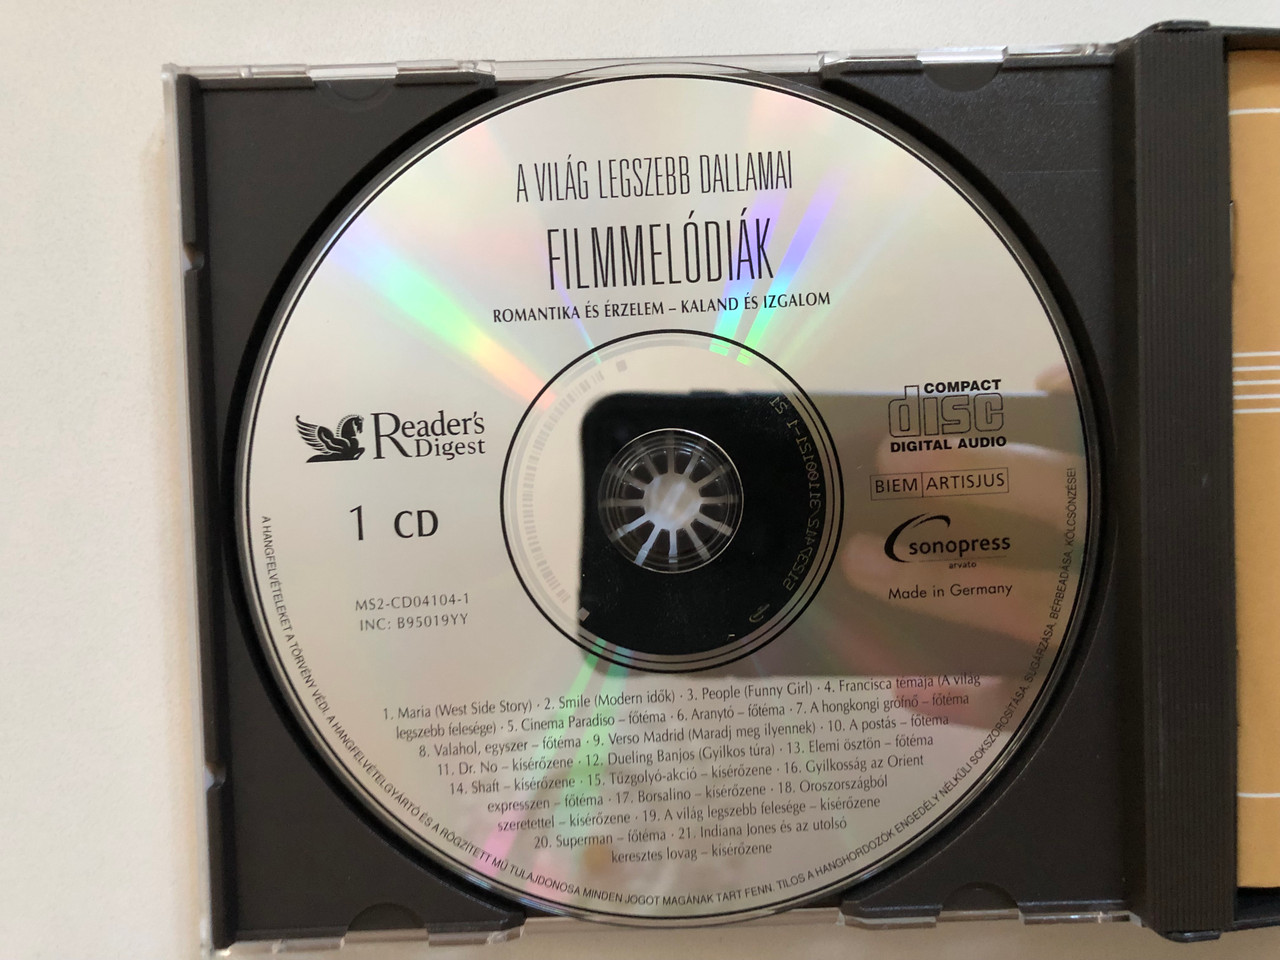 A VILÁG LEGSZEBB DALLAMAI
FILMMELÓDIÁK
ROMANTIKA ÉS ÉRZELEM – KALAND ÉS IZGALOM
Reader's
Digest
1 CD
MS2-CD04104-1
INC: B95019YY
COMPACT
disc
DIGITAL AUDIO
BIEM ARTISJUS
sonopress
arvato
Made in Germany
1. Maria (West Side Story) · 2. Smile (Modern idők) · 3. People (Funny Girl) · 4. Francisca témája (A világ
legszebb felesége) · 5. Cinema Paradiso – főtéma · 6. Aranytó – főtéma · 7. A hongkongi grófnő – főtéma
8. Valahol, egyszer – főtéma · 9. Verso Madrid (Maradj meg ilyennek) · 10. A postás – főtéma
11. Dr. No – kísérőzene · 12. Dueling Banjos (Gyilkos túra) · 13. Elemi ösztön – főtéma
14. Shaft – kísérőzene · 15. Tűzgolyó-akció – kísérőzene · 16. Gyilkosság az Orient
expresszen – főtéma · 17. Borsalino – kísérőzene · 18. Oroszországból
szeretettel – kísérőzene · 19. A világ legszebb felesége – kísérőzene
20. Superman – főtéma · 21. Indiana Jones és az utolsó
keresztes lovag – kísérőzene
A HANGFELVÉTELEKET A TÖRVÉNY VÉDI. A HANGFELVÉTELGYÁRTÓ ÉS A RÖGZÍTETT MŰ TULAJDONOSA MINDEN JOGOT MAGÁNAK TART FENN. TILOS A HANGHORDOZÓK ENGEDÉLY NÉLKÜLI SOKSZOROSÍTÁSA, SUGÁRZÁSA, BÉRBEADÁSA, KÖLCSÖNZÉSE!